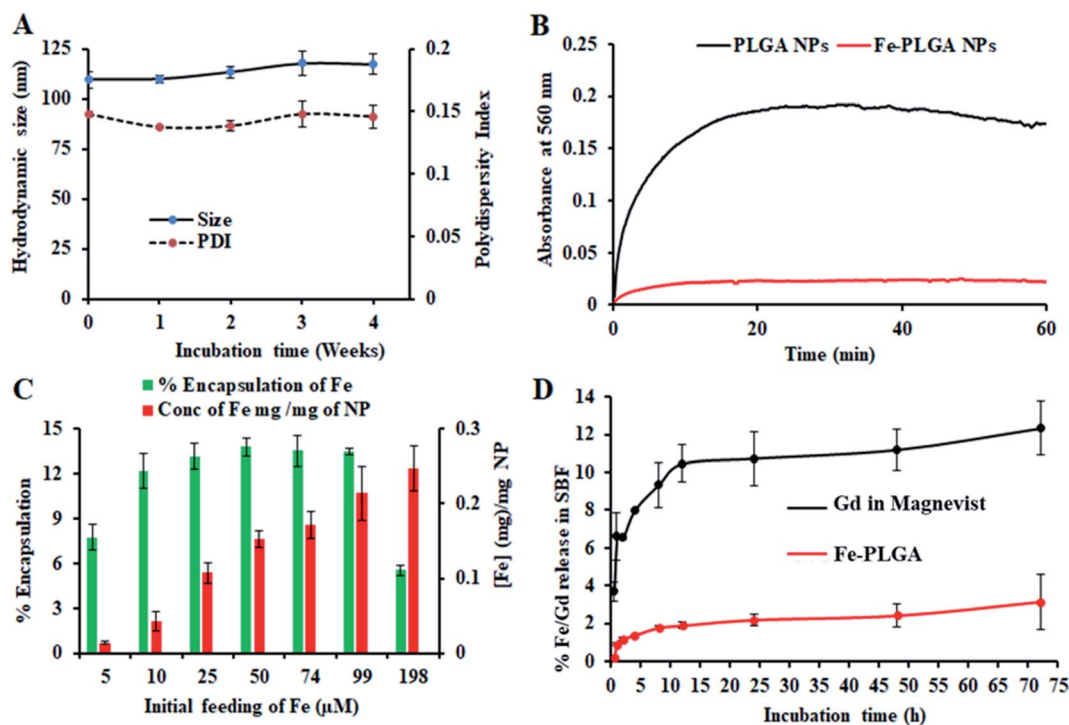 A
Hydrodynamic size (nm)
125
100
75
50
25
0
0.2
0.15
0.1
0.05
0
Polydispersity Index
Size
PDI
0 1 2 3 4
Incubation time (Weeks)
B
PLGA NPs Fe-PLGA NPs
Absorbance at 560 nm
0.25
0.2
0.15
0.1
0.05
0
0 20 40 60
Time (min)
C
% Encapsulation of Fe
Conc of Fe mg /mg of NP
% Encapsulation
15
12
9
6
3
0
0.3
0.2
0.1
0
[Fe] (mg)/mg NP
5 10 25 50 74 99 198
Initial feeding of Fe (µM)
D
% Fe/Gd release in SBF
14
12
10
8
6
4
2
0
Gd in Magnevist
Fe-PLGA
0 5 10 15 20 25 30 35 40 45 50 55 60 65 70 75
Incubation time (h)